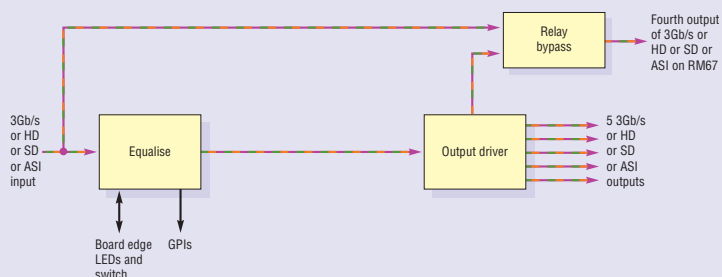 Relay
bypass
Fourth output
of 3Gb/s or
HD or SD or
ASI on RM67
3Gb/s
or HD
or SD
or ASI
input
Equalise
Output driver
5 3Gb/s
or HD
or SD
or ASI
outputs
Board edge
LEDs and
switch
GPIs